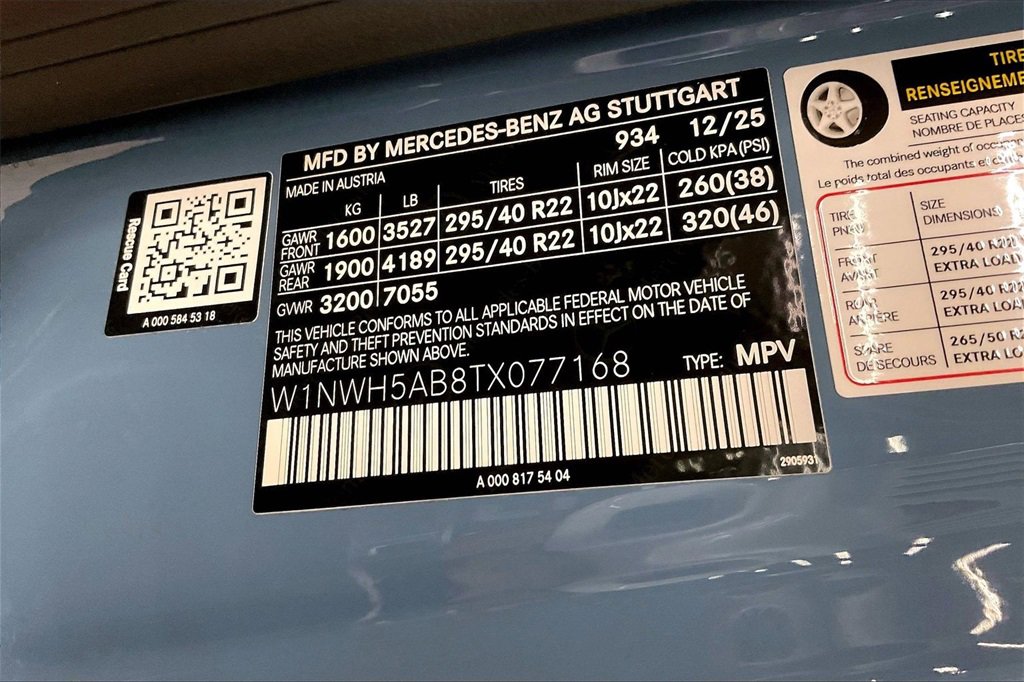 Rescue Card
A 000 584 53 18
MFD BY MERCEDES-BENZ AG STUTTGART
MADE IN AUSTRIA 934 12/25
KG LB TIRES RIM SIZE COLD KPA (PSI)
GAWR FRONT 1600 3527 295/40 R22 10Jx22 260(38)
GAWR REAR 1900 4189 295/40 R22 10Jx22 320(46)
GVWR 3200 7055
THIS VEHICLE CONFORMS TO ALL APPLICABLE FEDERAL MOTOR VEHICLE
SAFETY AND THEFT PREVENTION STANDARDS IN EFFECT ON THE DATE OF
MANUFACTURE SHOWN ABOVE.
W1NWH5AB8TX077168 TYPE: MPV
A 000 817 54 04
2905931
TIRE
RENSEIGNEME
SEATING CAPACITY
NOMBRE DE PLACES
The combined weight of
Le poids total des occupants et
TIRE SIZE
PNEU DIMENSIONS
FRONT 295/40 R22
AVANT EXTRA LOAD
REAR 295/40 R22
ARRIÈRE EXTRA LOA
SPARE 265/50 R
DE SECOURS EXTRA LO